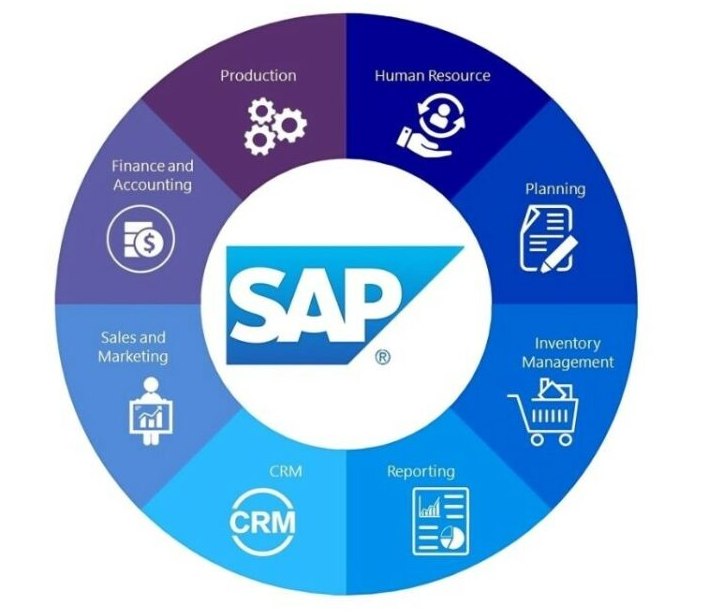 Production
Human Resource
Finance and
Accounting
Planning
SAP
®
Sales and
Marketing
Inventory
Management
CRM
CRM
Reporting
$